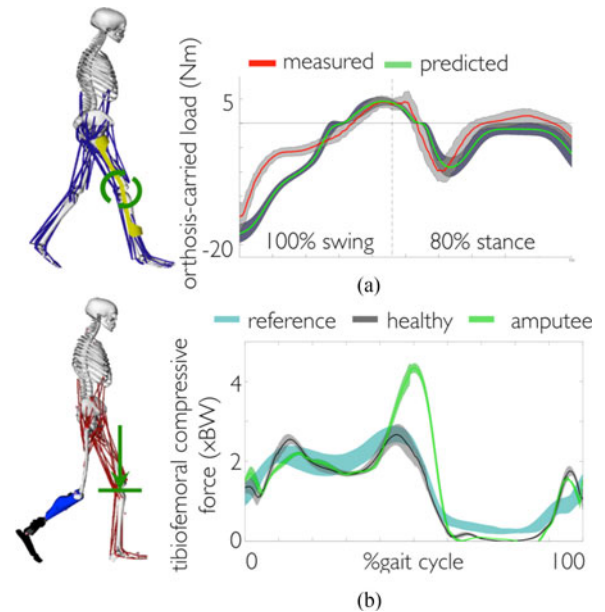 measured predicted
orthosis-carried load (Nm)
5
-20
100% swing 80% stance
(a)
reference healthy amputee
tibiofemoral compressive
force (xBW)
4
2
0
0 %gait cycle 100
(b)